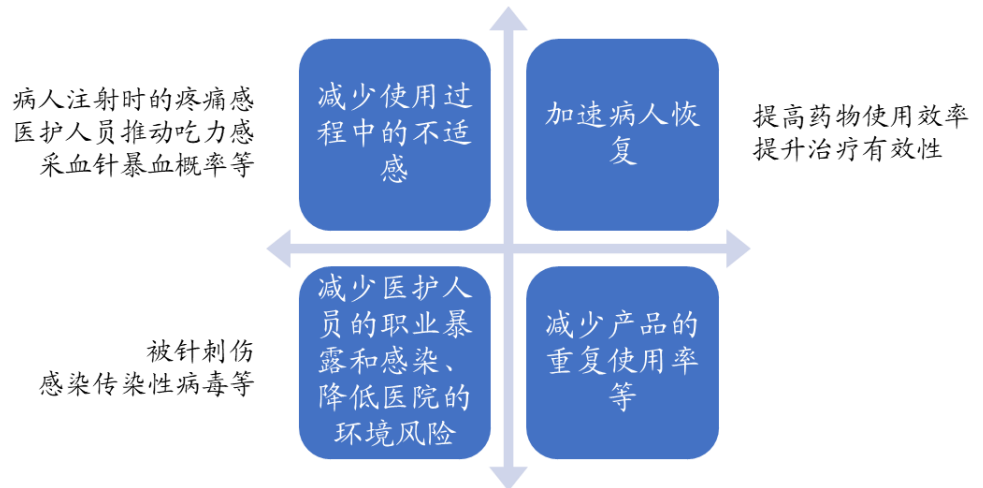 病人注射时的疼痛感
医护人员推动吃力感
采血针暴血概率等
减少使用过
程中的不适
感
加速病人恢
复
提高药物使用效率
提升治疗有效性
被针刺伤
感染传染性病毒等
减少医护人
员的职业暴
露和感染、
降低医院的
环境风险
减少产品的
重复使用率
等